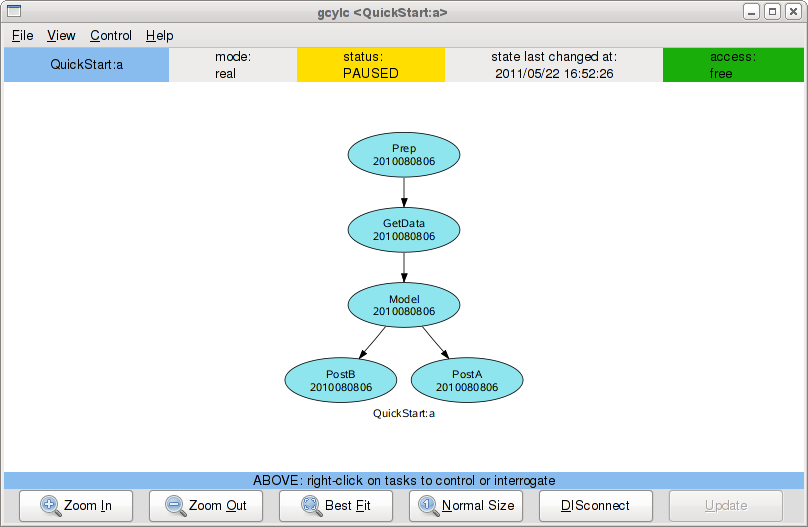 gcylc <QuickStart:a>
File View Control Help
QuickStart:a
mode:
real
status:
PAUSED
state last changed at:
2011/05/22 16:52:26
access:
free
Prep
2010080806
GetData
2010080806
Model
2010080806
PostB
2010080806
PostA
2010080806
QuickStart:a
ABOVE: right-click on tasks to control or interrogate
Zoom In Zoom Out Best Fit Normal Size DISconnect Update